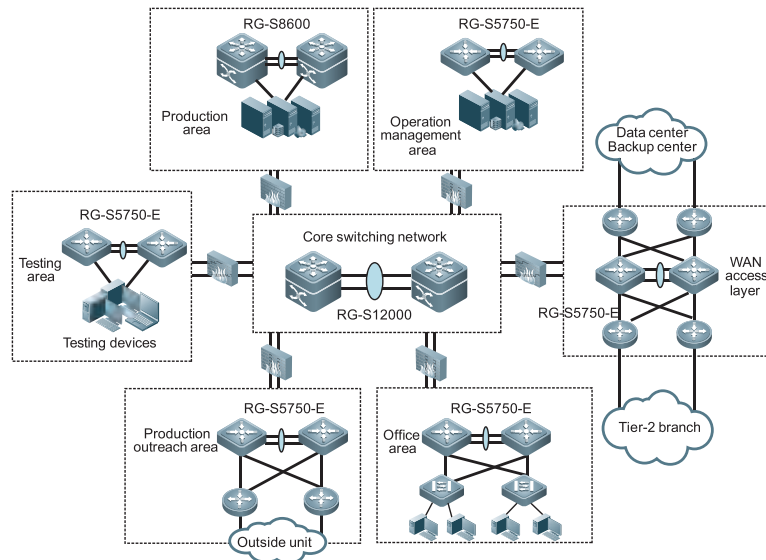 RG-S8600
Production
area
RG-S5750-E
Operation
management
area
Data center
Backup center
RG-S5750-E
Testing
area
Testing devices
Core switching network
RG-S12000
WAN
access
layer
RG-S5750-E
RG-S5750-E
Production
outreach area
Outside unit
RG-S5750-E
Office
area
Tier-2 branch